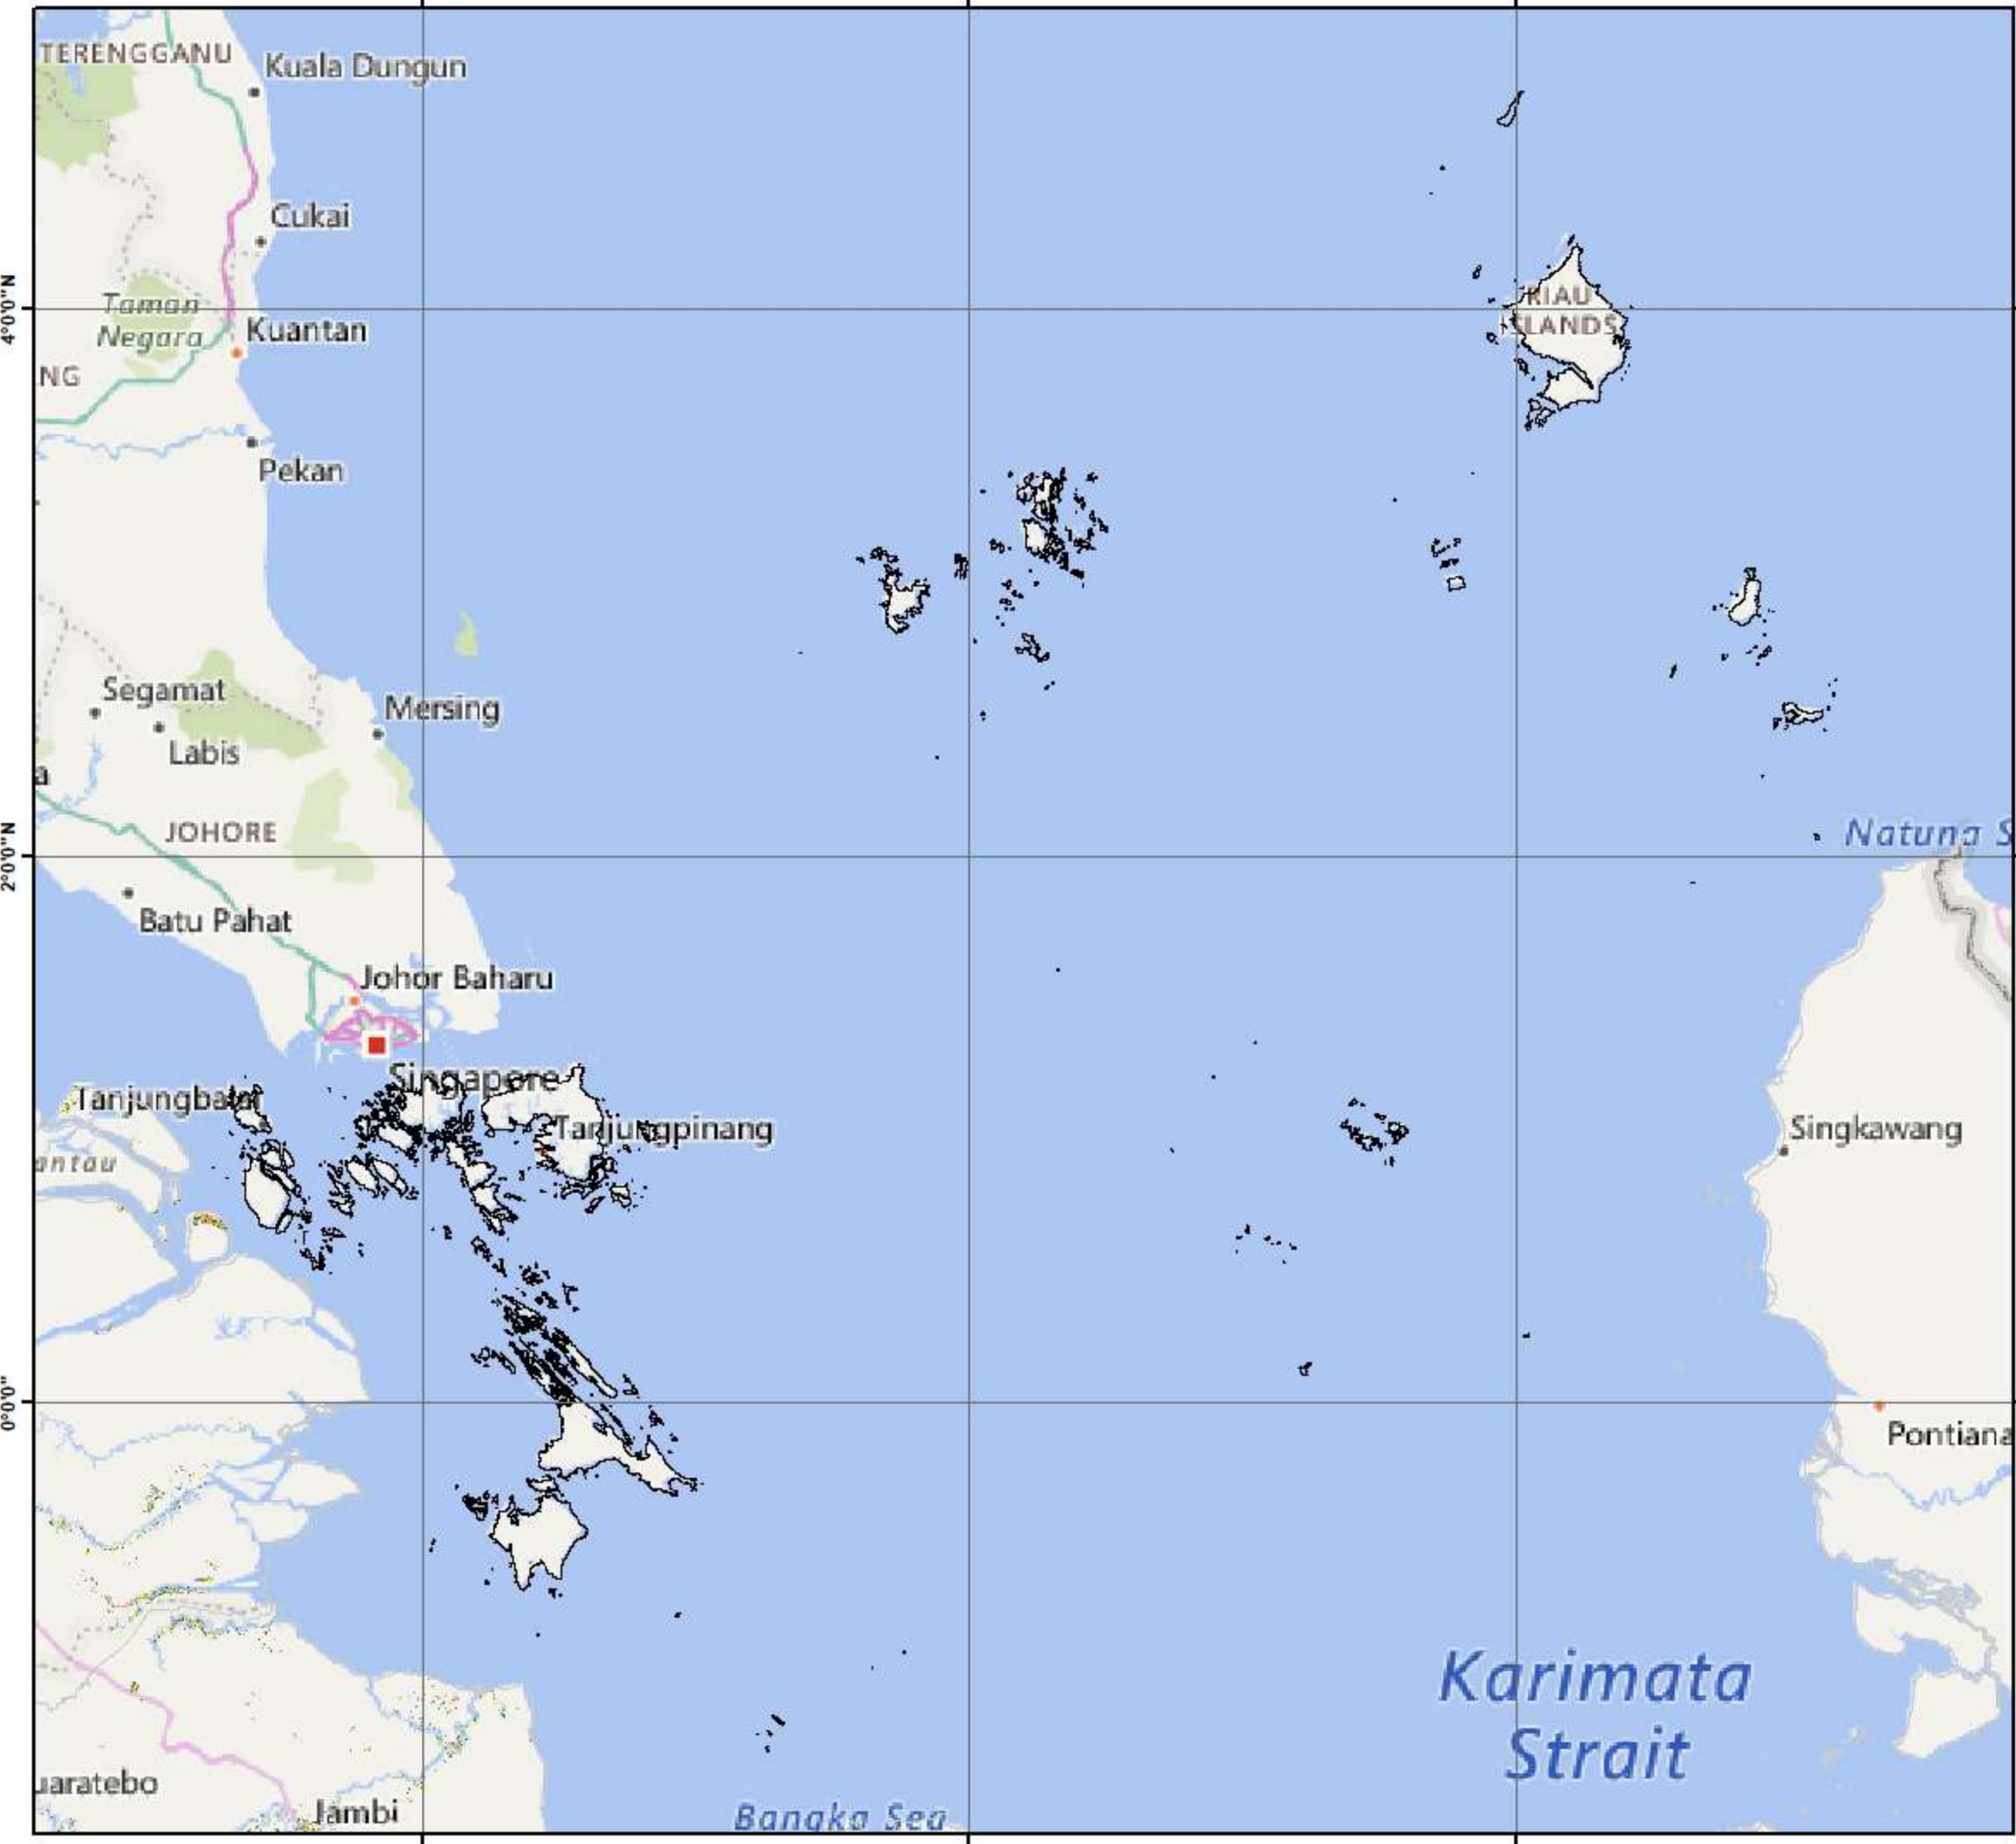 TERENGGANU
Kuala Dungun
Cukai
4°0'0"N
Taman
Negara
Kuantan
RIAU
ISLANDS
NG
Pekan
Segamat
Mersing
Labis
a
JOHORE
2°0'0"N
Natuna S
Batu Pahat
Johor Baharu
Singapore
Tanjungpinang
Singkawang
antau
0°0'0"
Pontiana
Karimata
Strait
uaratebo
Jambi
Bangka Sea